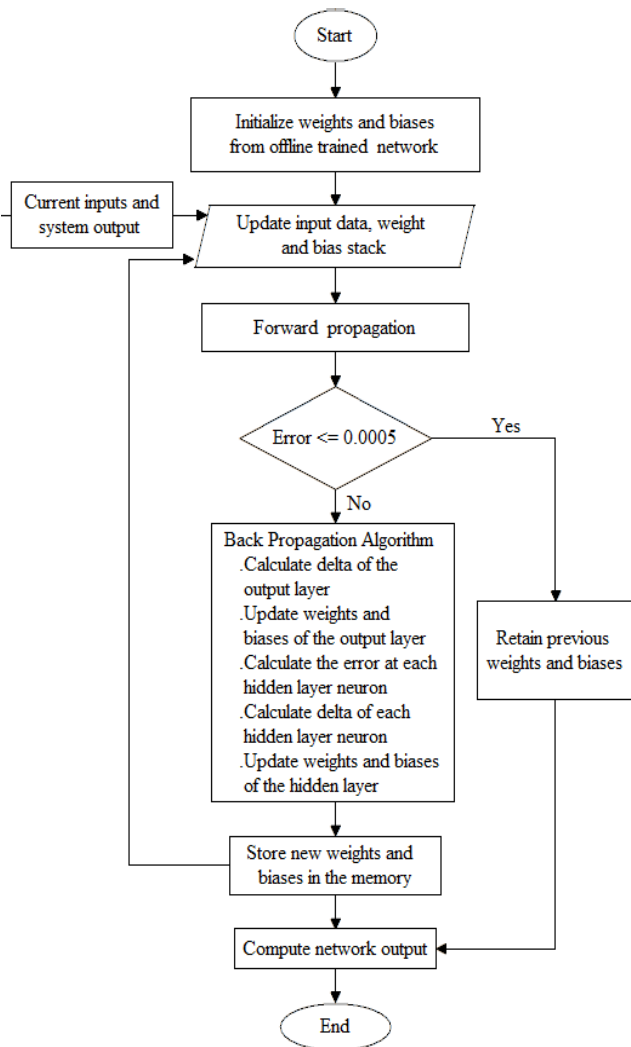 Start
Initialize weights and biases
from offline trained network
Current inputs and
system output
Update input data, weight
and bias stack
Forward propagation
Error <= 0.0005
Yes
No
Back Propagation Algorithm
.Calculate delta of the
output layer
.Update weights and
biases of the output layer
.Calculate the error at each
hidden layer neuron
.Calculate delta of each
hidden layer neuron
.Update weights and biases
of the hidden layer
Retain previous
weights and biases
Store new weights and
biases in the memory
Compute network output
End